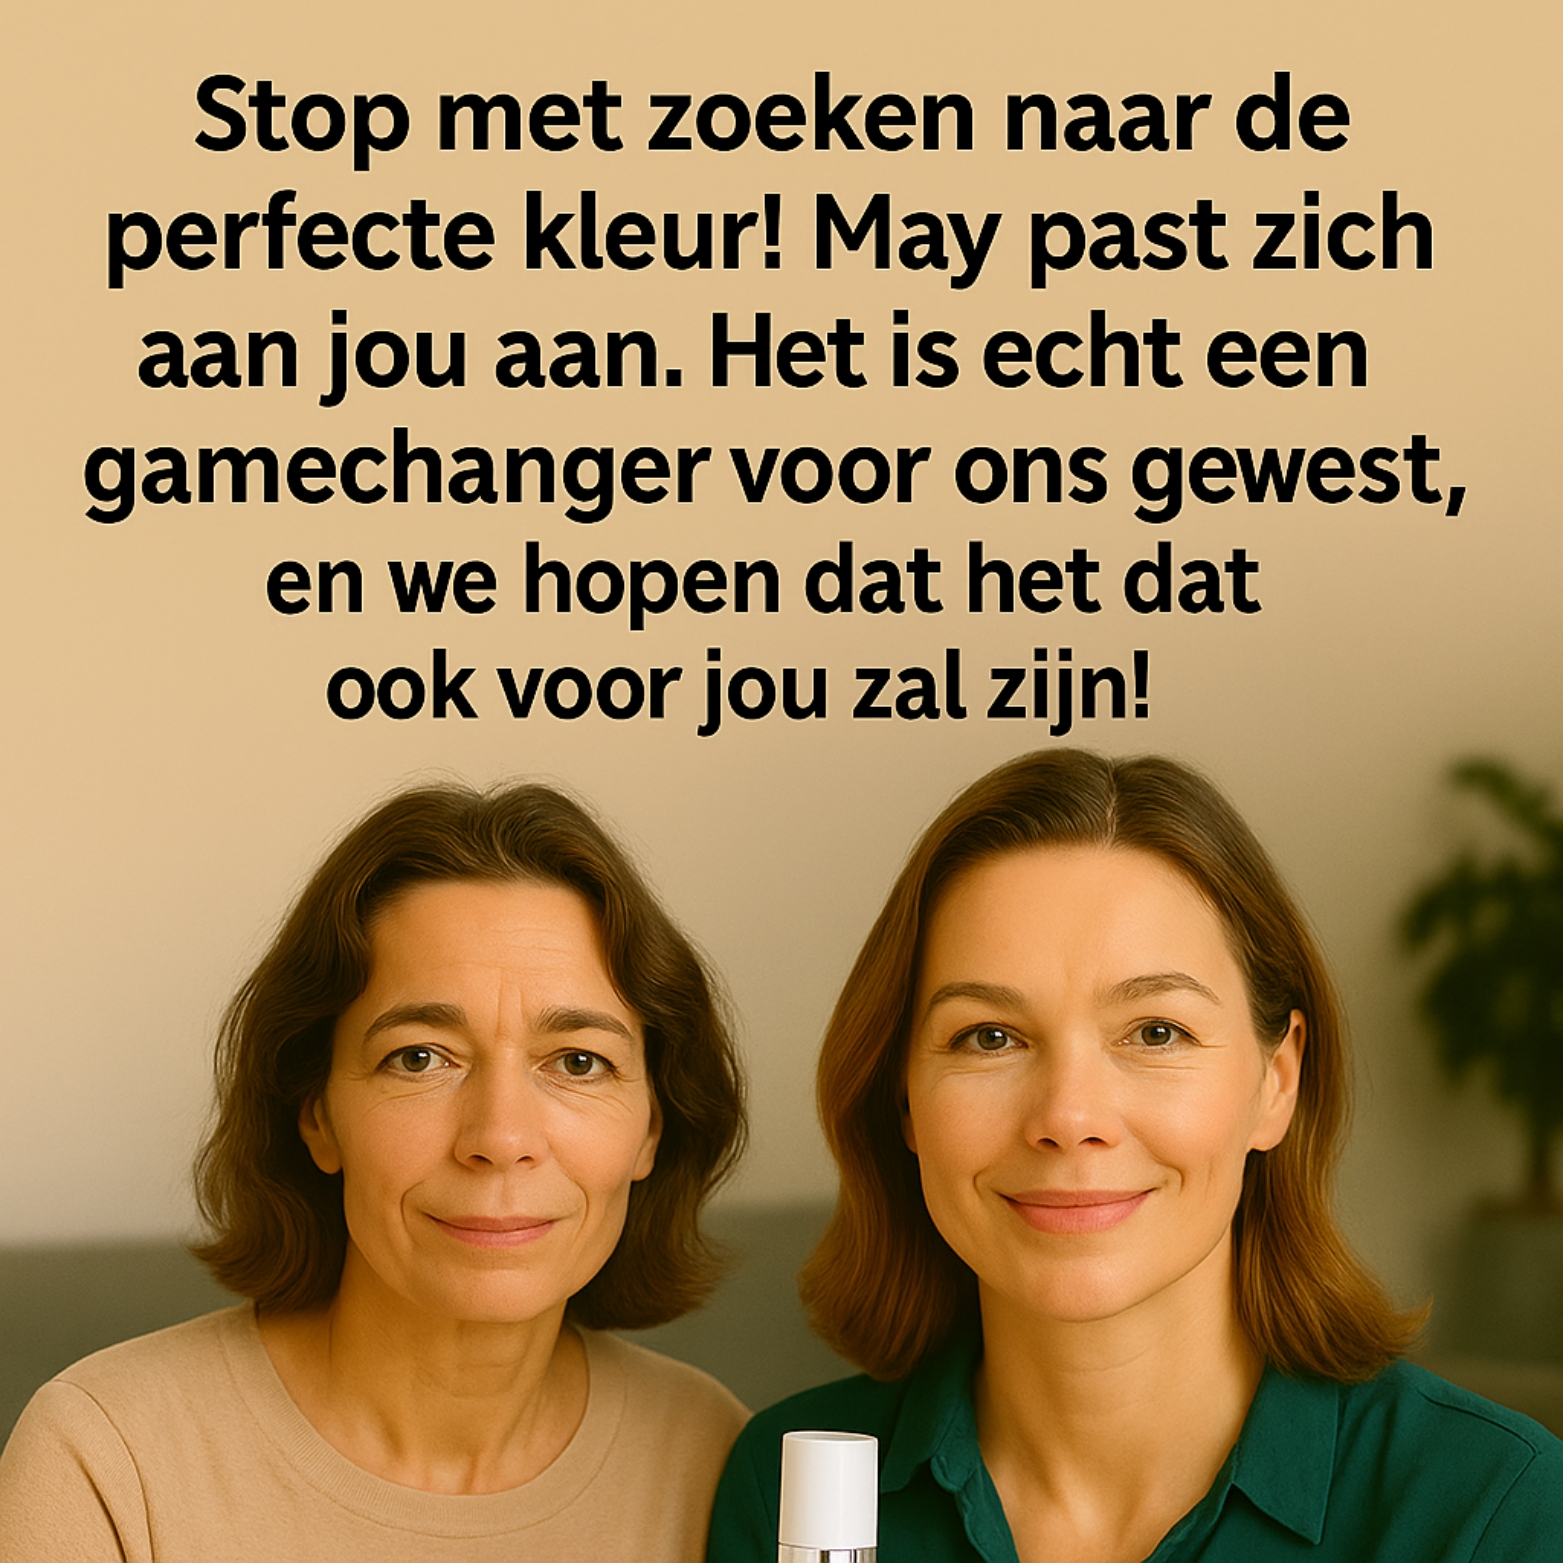 Stop met zoeken naar de
perfecte kleur! May past zich
aan jou aan. Het is echt een
gamechanger voor ons gewest,
en we hopen dat het dat
ook voor jou zal zijn!